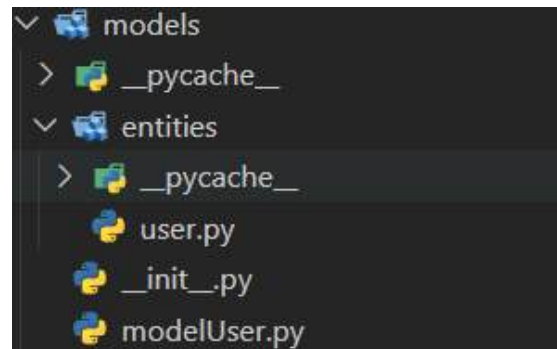 models
__pycache__
entities
__pycache__
user.py
__init__.py
modelUser.py